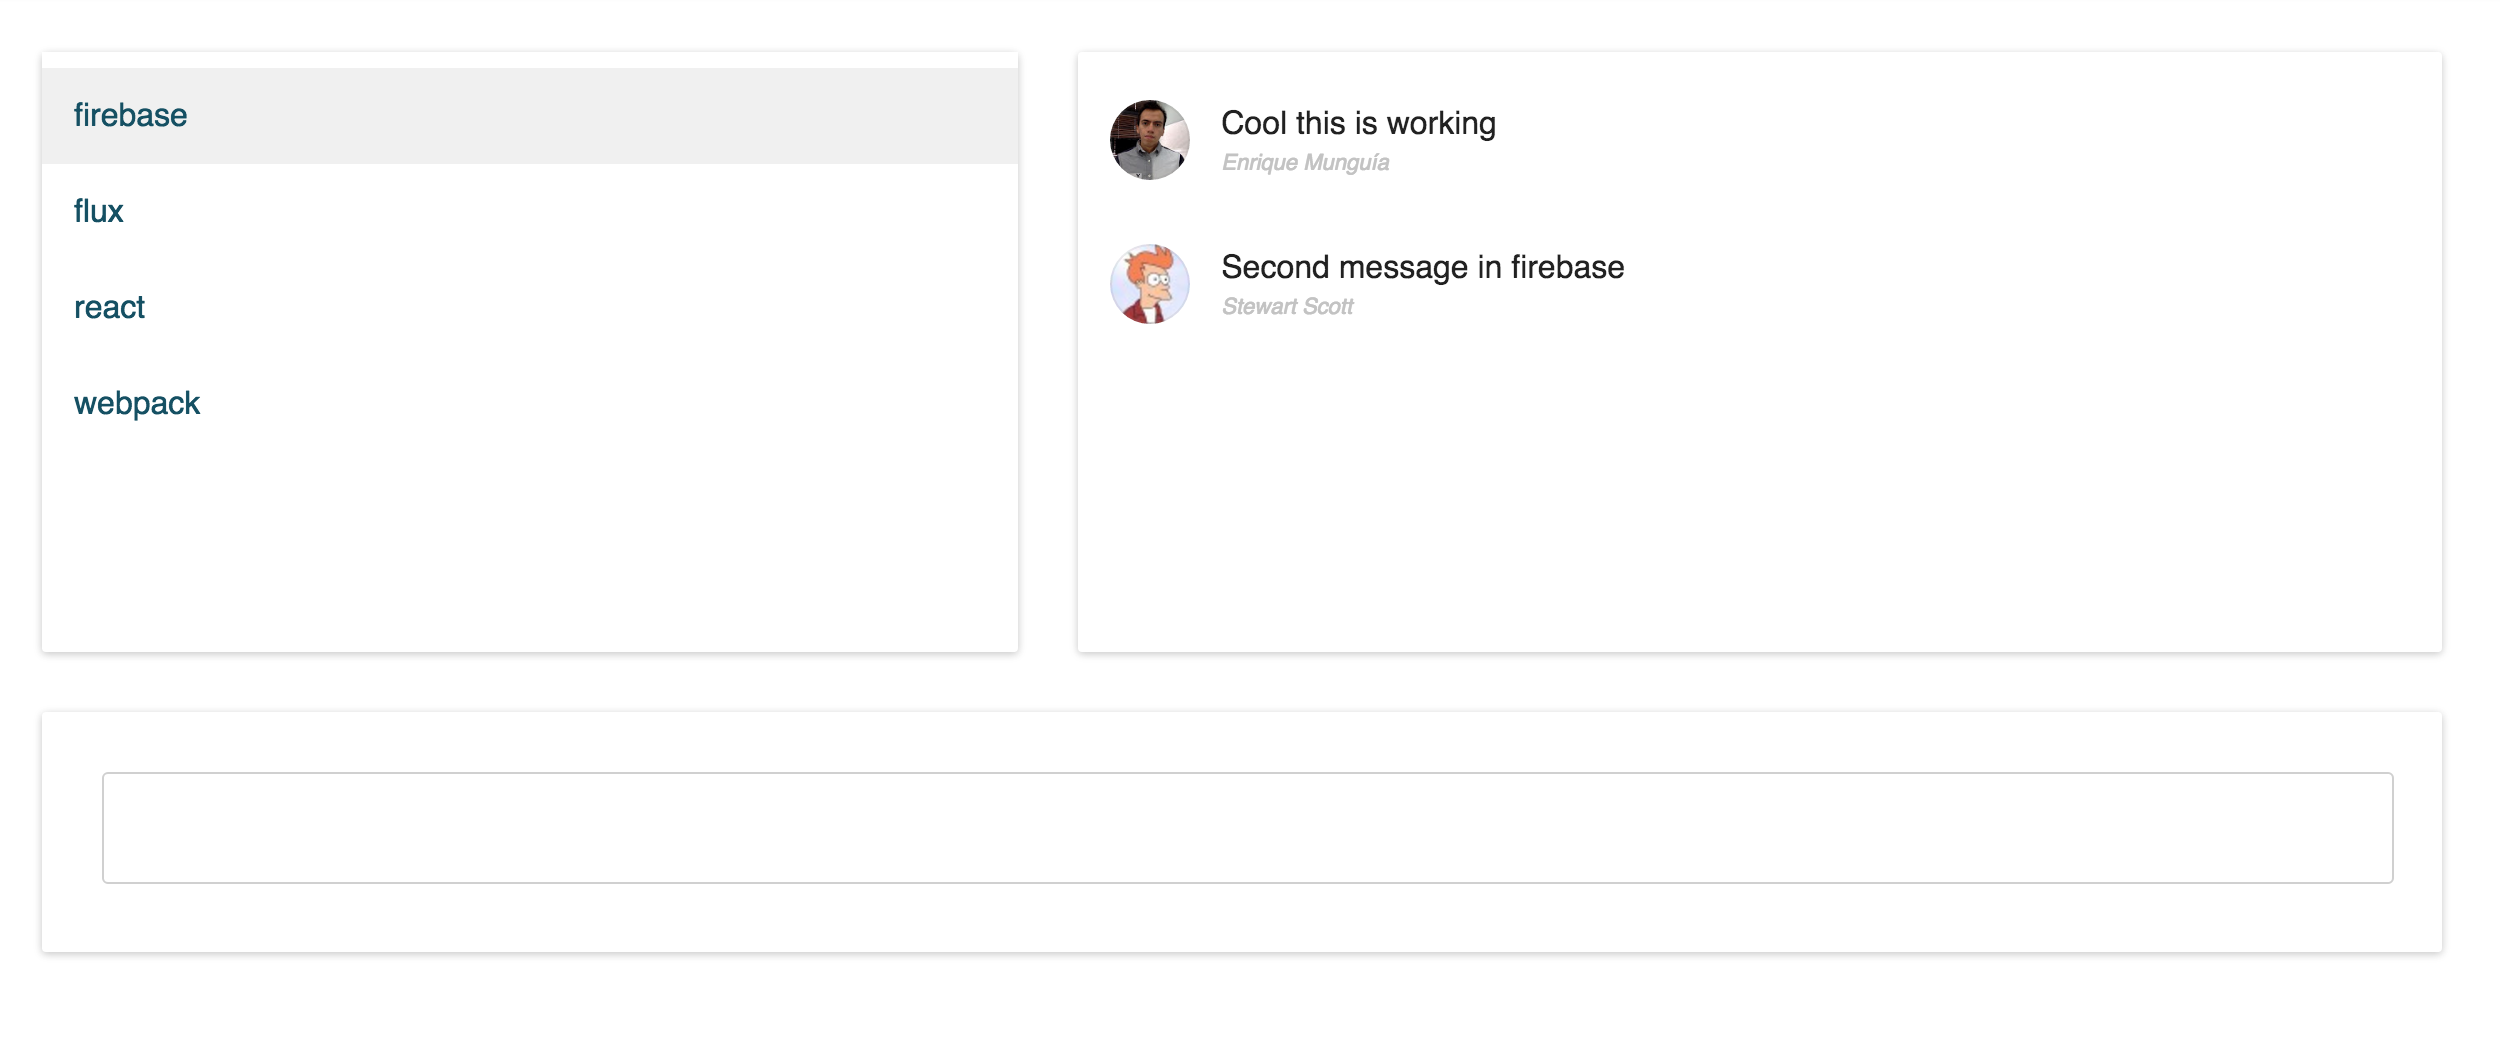 firebase
flux
react
webpack
Cool this is working
Enrique Munguía
Second message in firebase
Stewart Scott